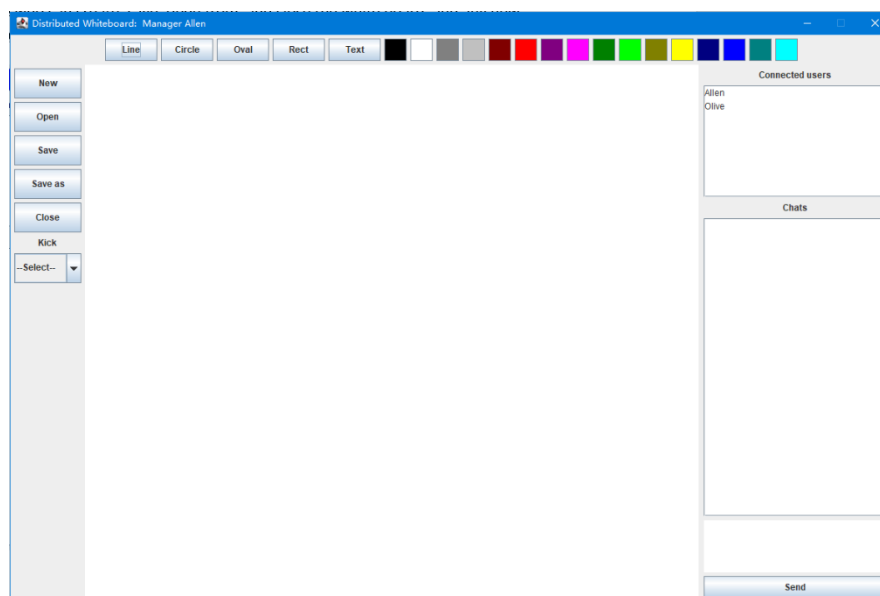 Distributed Whiteboard: Manager Allen
Line Circle Oval Rect Text
New
Open
Save
Save as
Close
Kick
--Select--
Connected users
Allen
Olive
Chats
Send